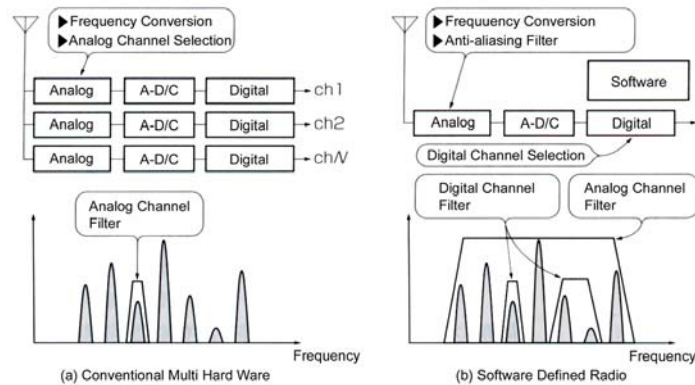 ▶Frequency Conversion
▶Analog Channel Selection
Analog A-D/C Digital ch1
Analog A-D/C Digital ch2
Analog A-D/C Digital chN
Analog Channel
Filter
Frequency
(a) Conventional Multi Hard Ware
▶Frequuency Conversion
▶Anti-aliasing Filter
Software
Analog A-D/C Digital
Digital Channel Selection
Digital Channel
Filter
Analog Channel
Filter
Frequency
(b) Software Defined Radio